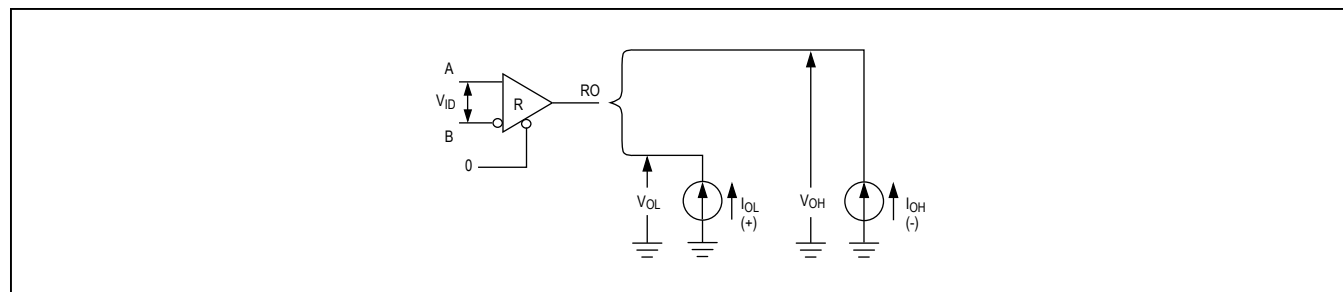 A
VID
B
R
RO
0
VOL
IOL
(+)
VOH
IOH
(-)